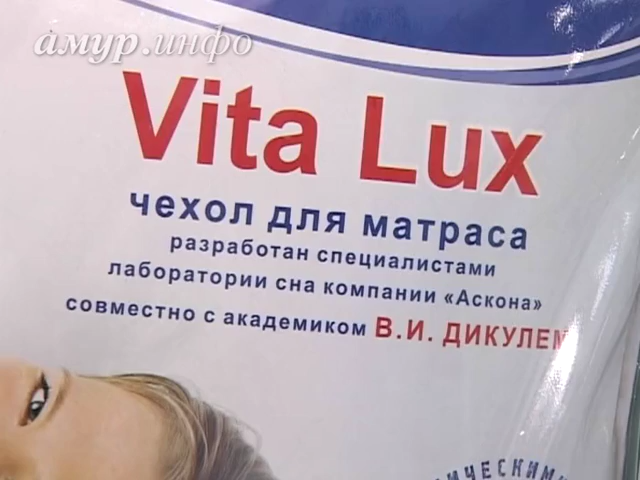 амур.инфо
Vita Lux
чехол для матраса
разработан специалистами
лаборатории сна компании «Аскона»
совместно с академиком В.И. ДИКУЛЕМ